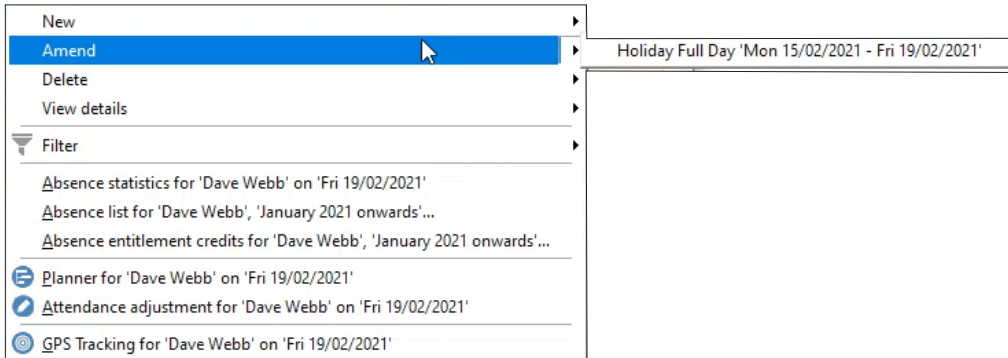 New
Amend
Holiday Full Day 'Mon 15/02/2021 - Fri 19/02/2021'
Delete
View details
Filter
Absence statistics for 'Dave Webb' on 'Fri 19/02/2021'
Absence list for 'Dave Webb', 'January 2021 onwards'...
Absence entitlement credits for 'Dave Webb', 'January 2021 onwards'...
Planner for 'Dave Webb' on 'Fri 19/02/2021'
Attendance adjustment for 'Dave Webb' on 'Fri 19/02/2021'
GPS Tracking for 'Dave Webb' on 'Fri 19/02/2021'